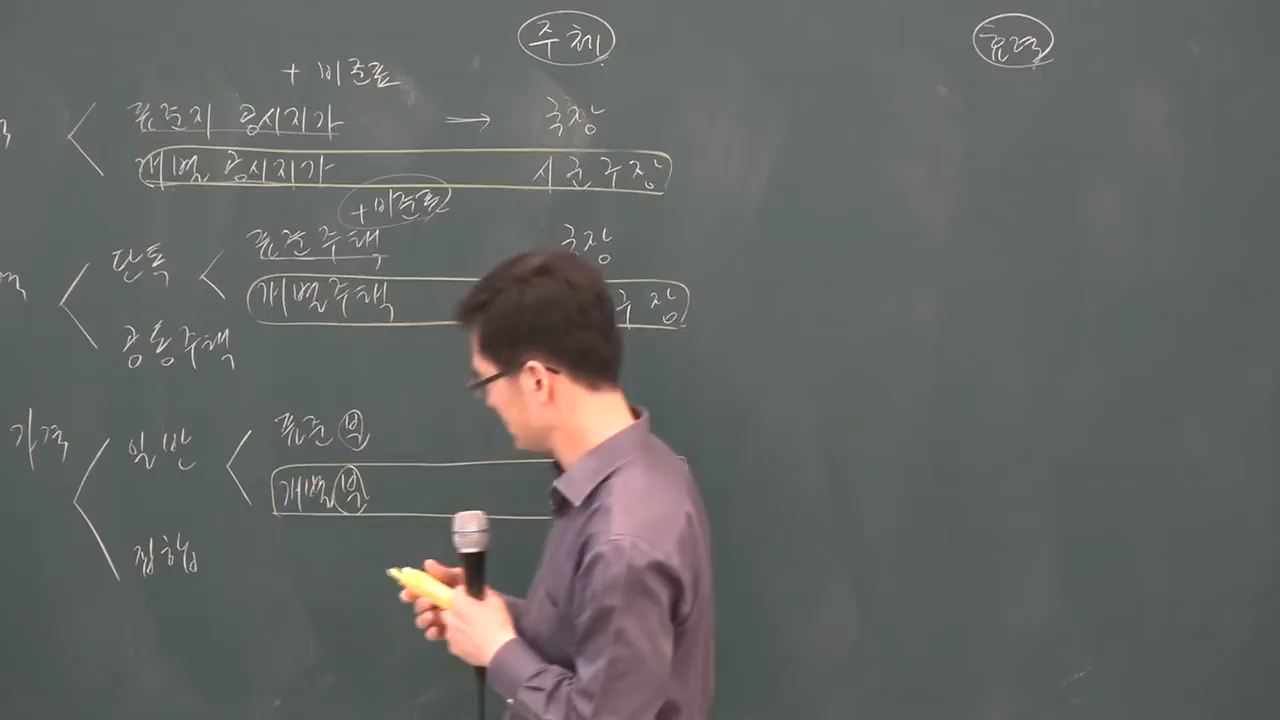 주체 효력
+ 비준표
표준지 공시지가 → 국장
개별 공시지가 시군구장
+비준표
단독 표준주택 국장
개별주택 구장
공동주택
가격 일반 표준
개별
집합